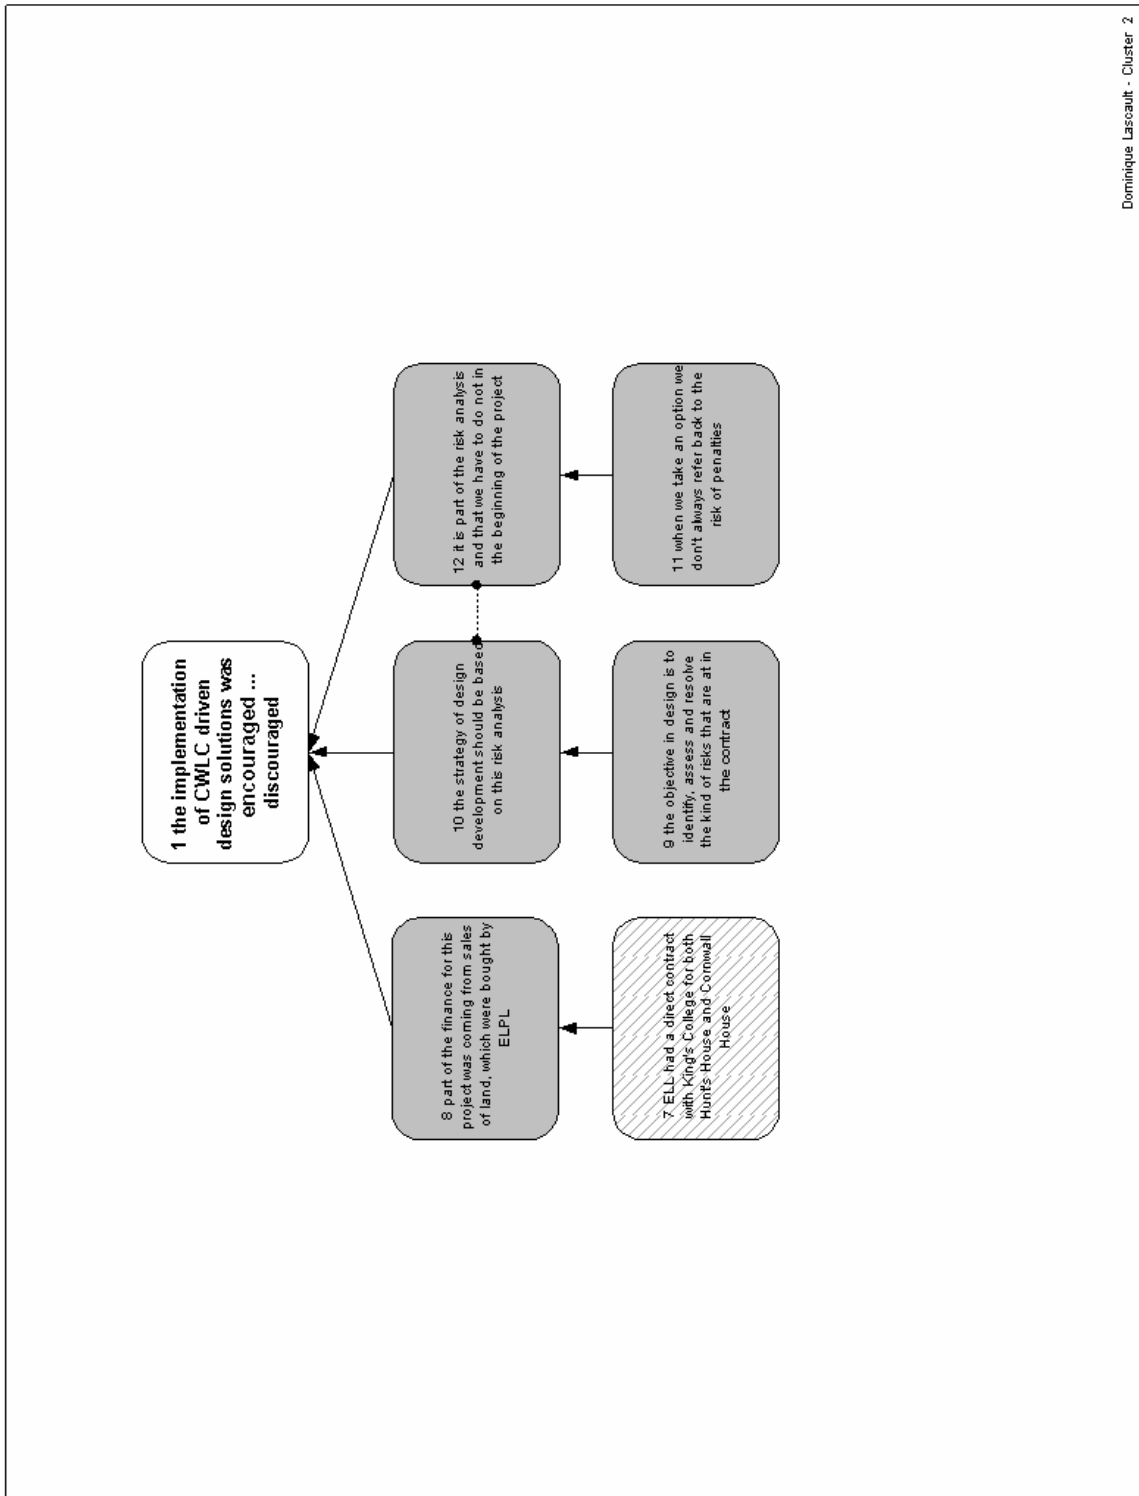 1 the implementation
of CWLC driven
design solutions was
encouraged ...
discouraged
8 part of the finance for this
project was coming from sales
of land, which were bought by
ELPL
10 the strategy of design
development should be based
on this risk analysis
12 it is part of the risk analysis
and that we have to do not in
the beginning of the project
7 ELL had a direct contract
with King's College for both
Hunt's House and Cornwall
House
9 the objective in design is to
identify, assess and resolve
the kind of risks that are at in
the contract
11 when we take an option we
don't always refer back to the
risk of penalties
Dominique Lascault - Cluster 2